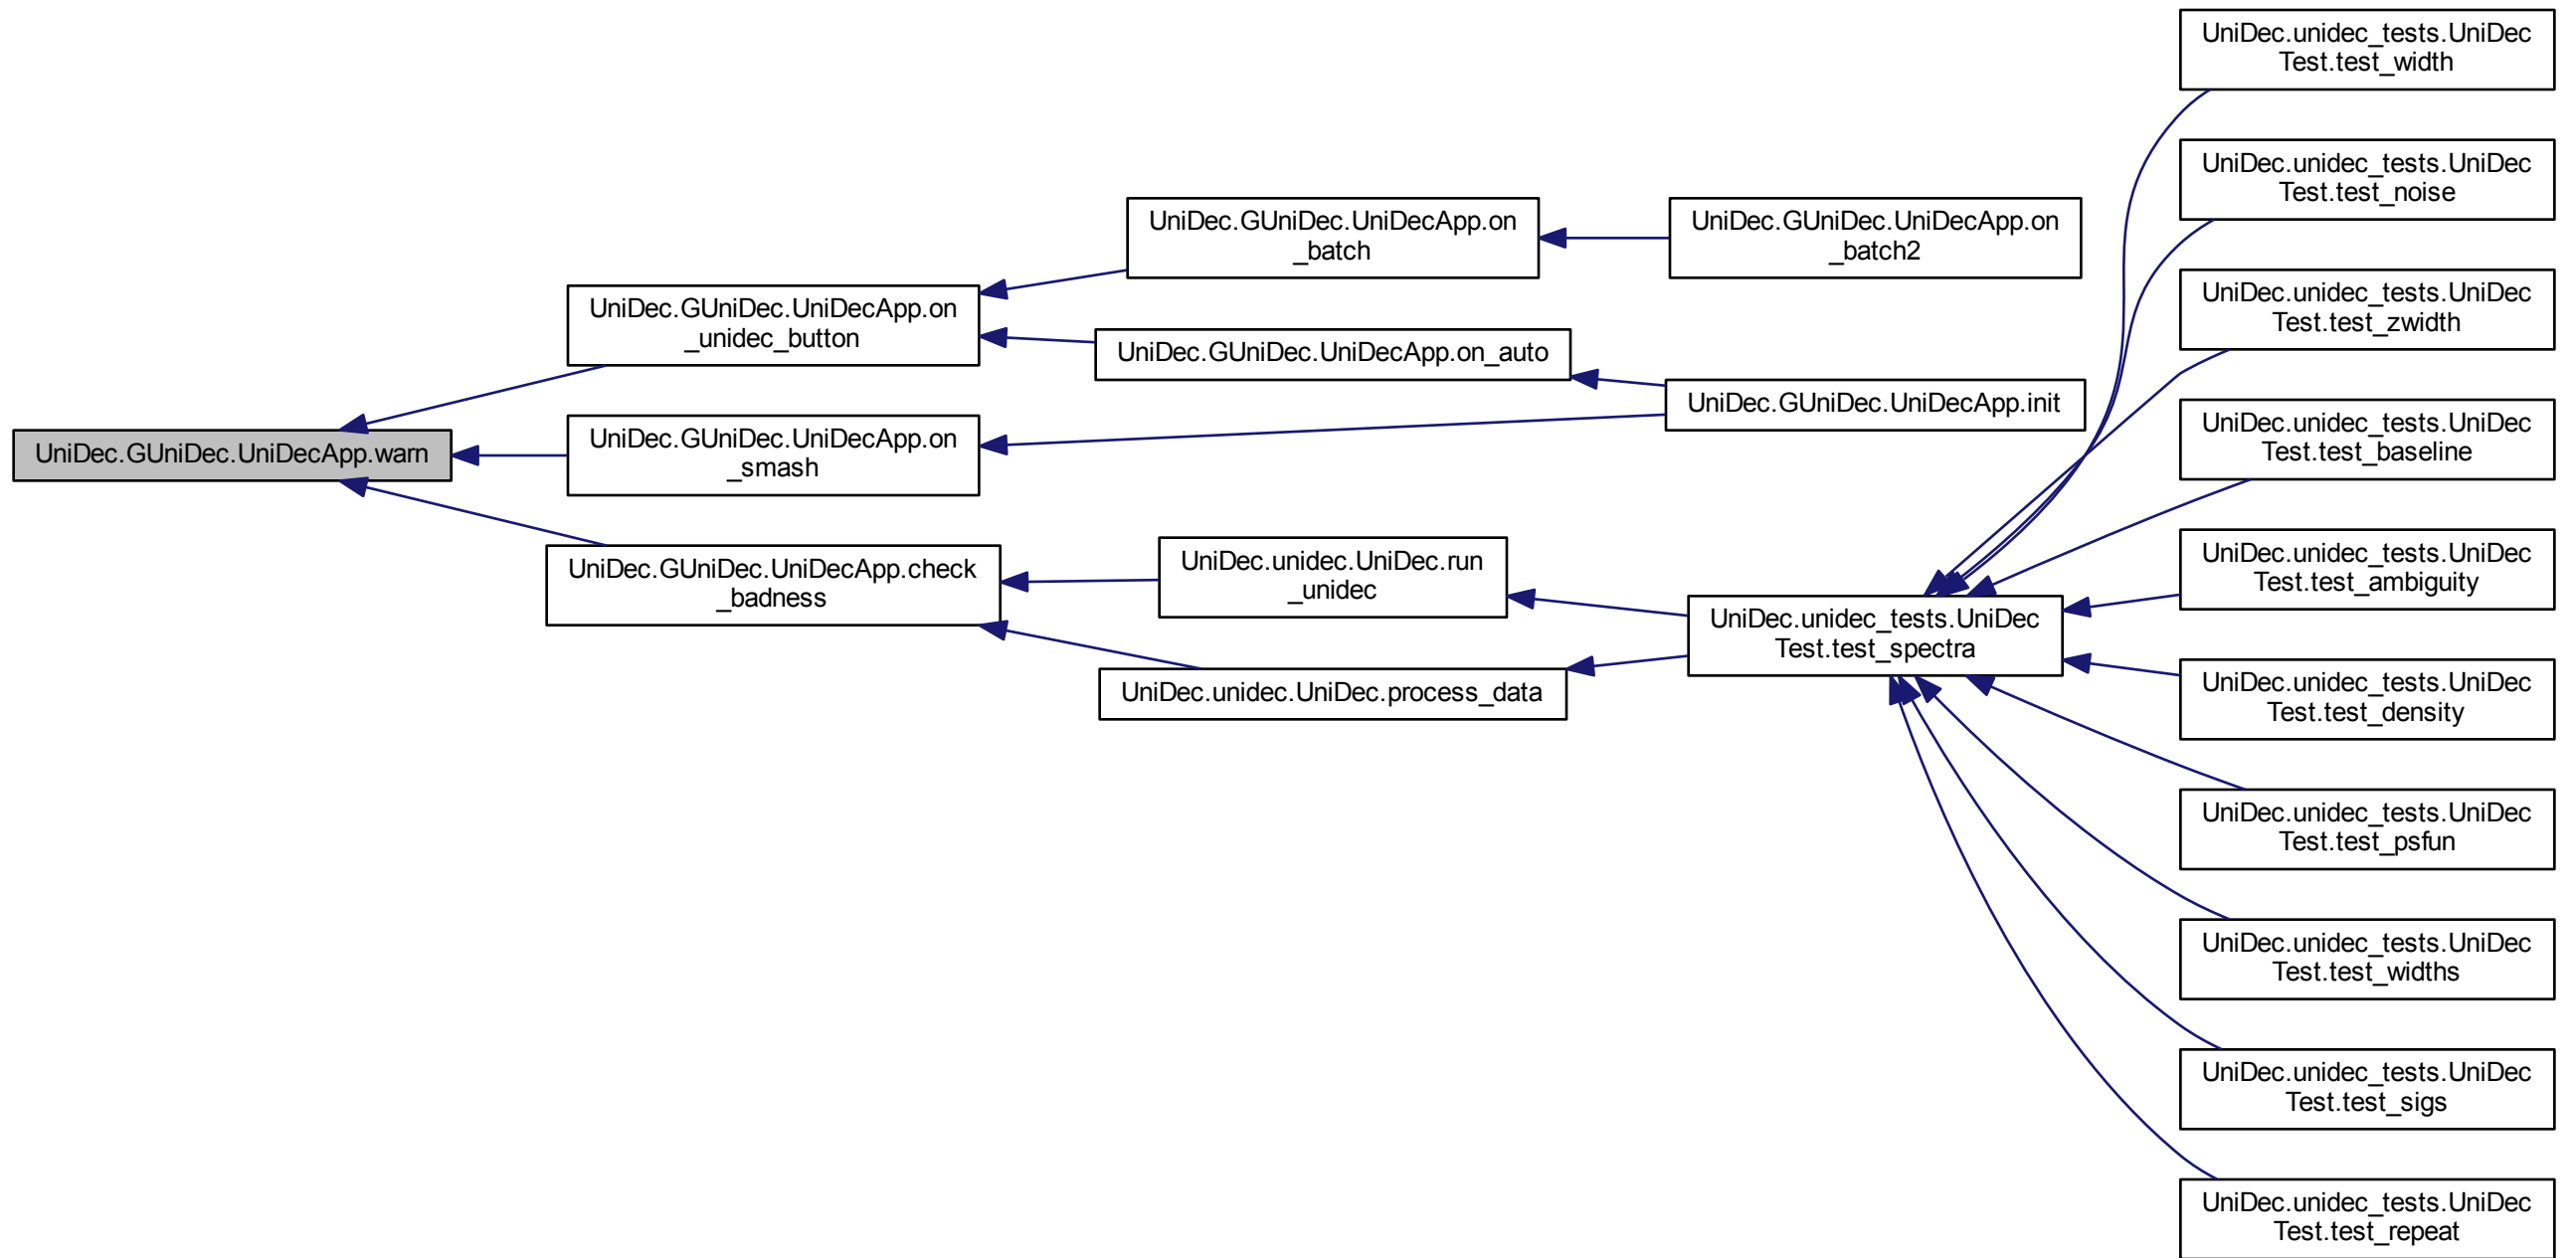 UniDec.GUniDec.UniDecApp.warn
UniDec.GUniDec.UniDecApp.on
_unidec_button
UniDec.GUniDec.UniDecApp.on
_smash
UniDec.GUniDec.UniDecApp.check
_badness
UniDec.GUniDec.UniDecApp.on
_batch
UniDec.GUniDec.UniDecApp.on_auto
UniDec.unidec.UniDec.run
_unidec
UniDec.unidec.UniDec.process_data
UniDec.GUniDec.UniDecApp.on
_batch2
UniDec.GUniDec.UniDecApp.init
UniDec.unidec_tests.UniDec
Test.test_spectra
UniDec.unidec_tests.UniDec
Test.test_width
UniDec.unidec_tests.UniDec
Test.test_noise
UniDec.unidec_tests.UniDec
Test.test_zwidth
UniDec.unidec_tests.UniDec
Test.test_baseline
UniDec.unidec_tests.UniDec
Test.test_ambiguity
UniDec.unidec_tests.UniDec
Test.test_density
UniDec.unidec_tests.UniDec
Test.test_psfun
UniDec.unidec_tests.UniDec
Test.test_widths
UniDec.unidec_tests.UniDec
Test.test_sigs
UniDec.unidec_tests.UniDec
Test.test_repeat